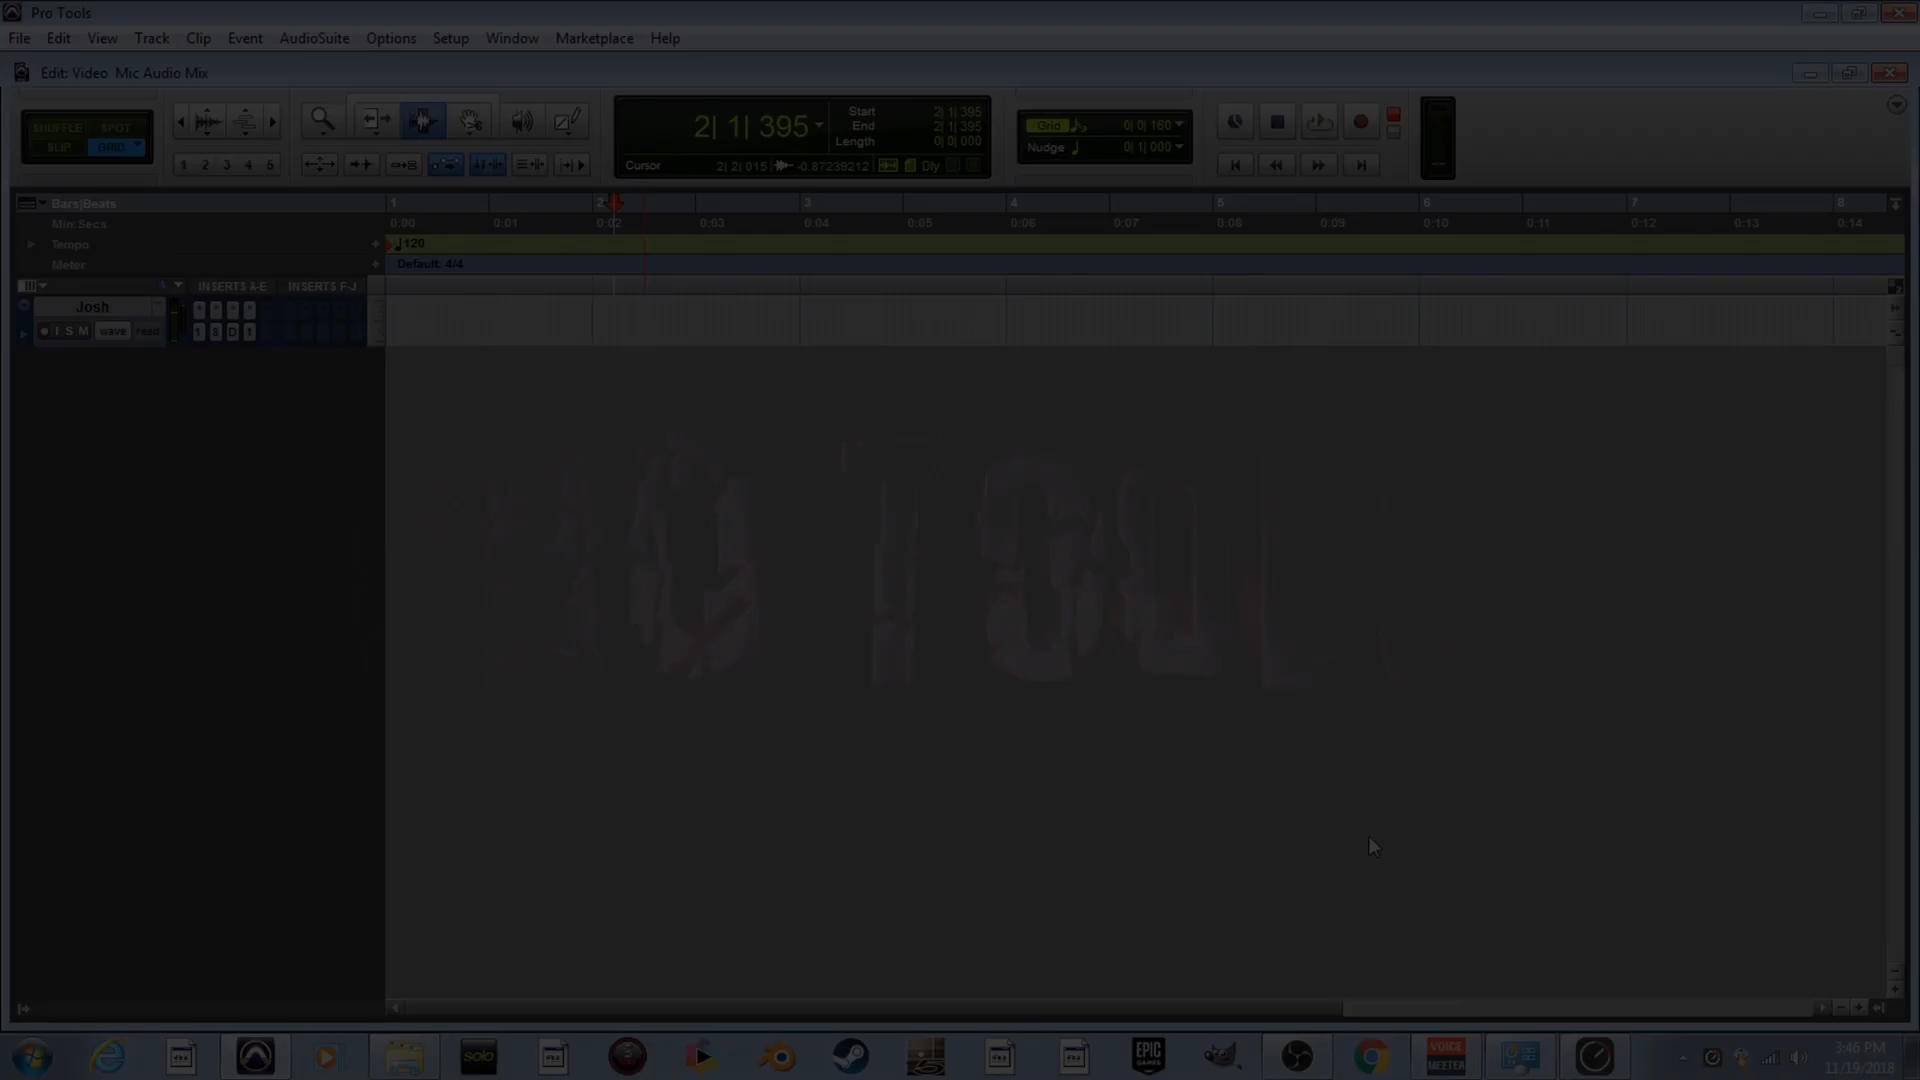 Pro Tools
File Edit View Track Clip Event AudioSuite Options Setup Window Marketplace Help
Edit: Video Mic Audio Mix
SHUFFLE SPOT
SLIP GRID
1 2 3 4 5
2| 1| 395
Start 2| 1| 395
End 2| 1| 395
Length 0| 0| 000
Cursor 2| 2| 015 -0.87239212 Dly
Grid 0| 0| 160
Nudge 0| 1| 000
Bars|Beats 1 2 3 4 5 6 7 8
Min:Secs 0:00 0:01 0:02 0:03 0:04 0:05 0:06 0:07 0:08 0:09 0:10 0:11 0:12 0:13 0:14
Tempo 120
Meter Default: 4/4
INSERTS A-E INSERTS F-J
Josh
I S M wave read
1 8 D 1
solo
EPIC GAMES
VOICE MEETER
3:46 PM
11/19/2018